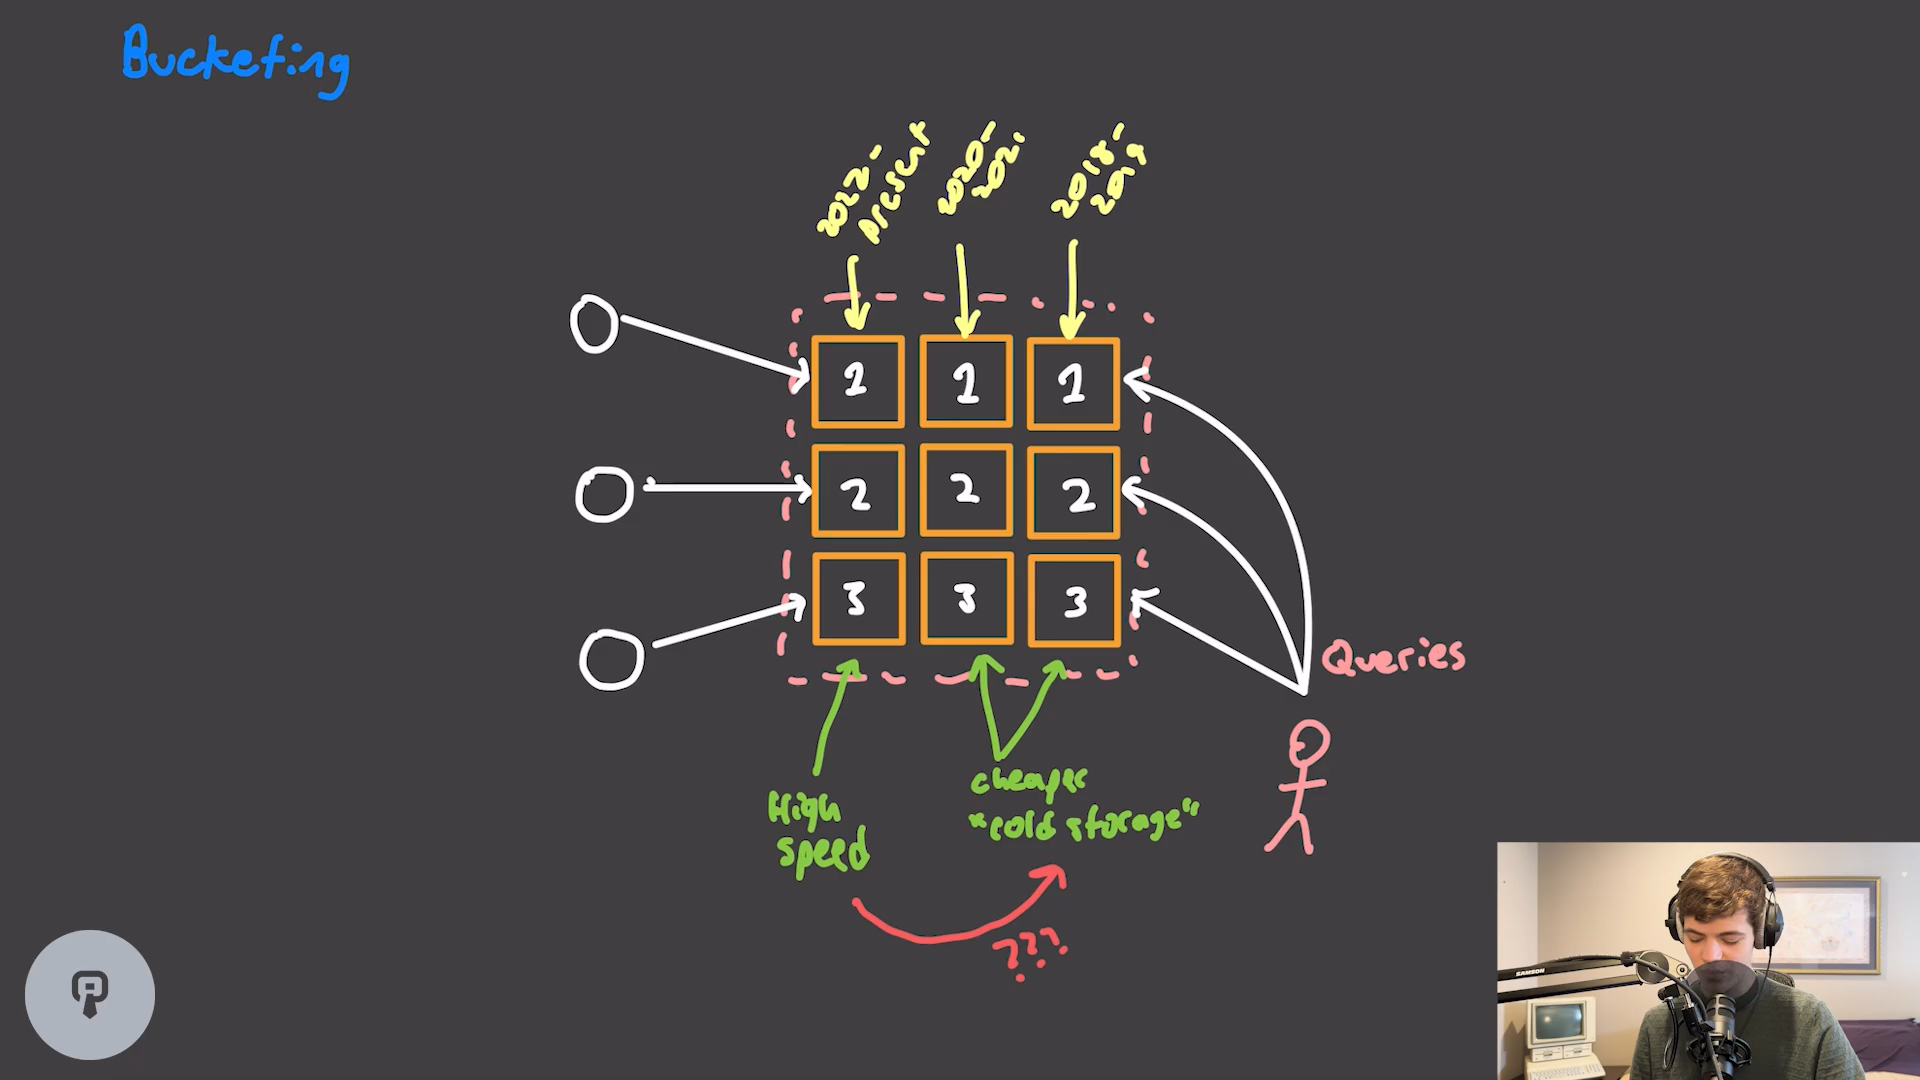 Bucketing
2022-
present
2020-
2021
2018-
2019
1 1 1
2 2 2
3 3 3
Queries
High
speed
cheaper
"cold storage"
???
SAMSON